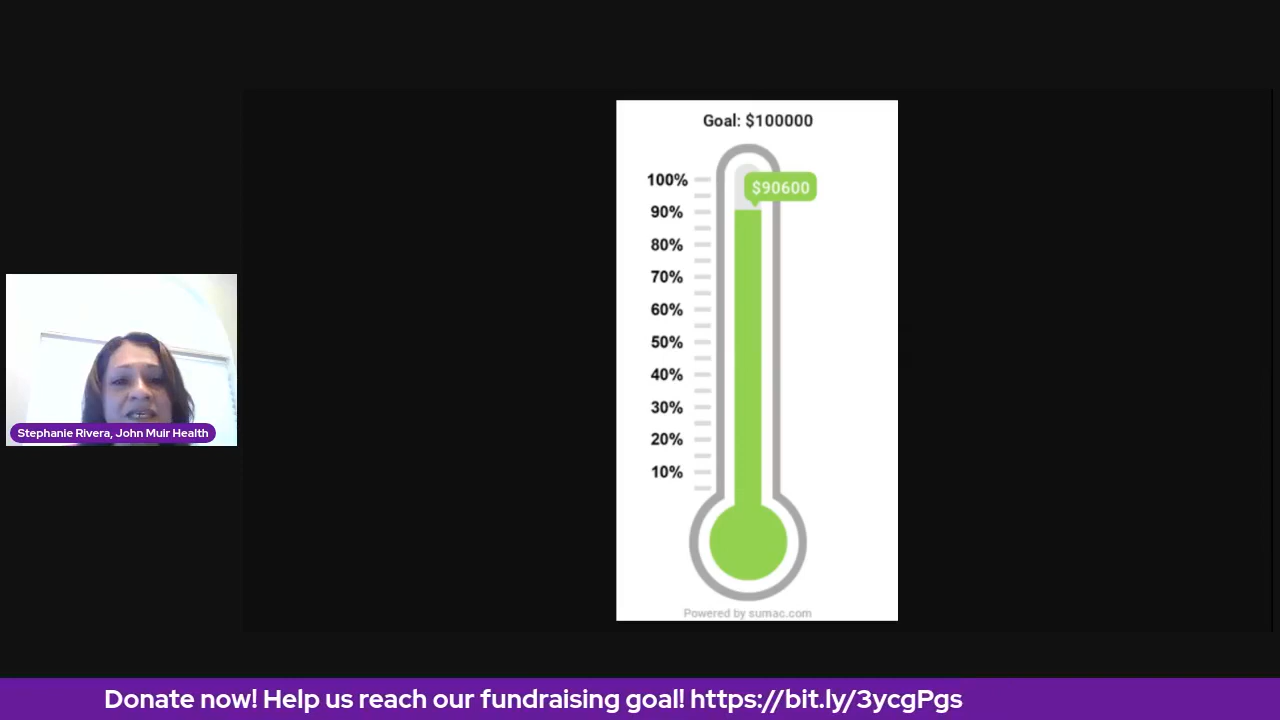 Goal: $100000
100%
$90600
90%
80%
70%
60%
50%
40%
30%
20%
10%
Powered by sumac.com
Stephanie Rivera, John Muir Health
Donate now! Help us reach our fundraising goal! https://bit.ly/3ycgPgs